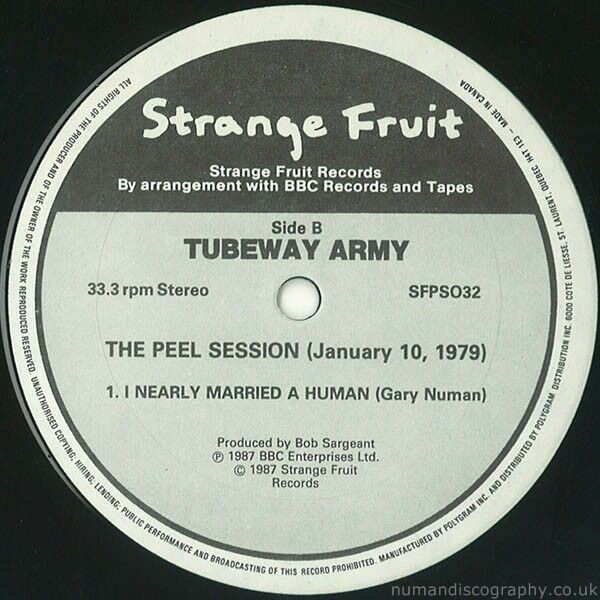 Strange Fruit
Strange Fruit Records
By arrangement with BBC Records and Tapes
Side B
TUBEWAY ARMY
33.3 rpm Stereo
SFPSO32
THE PEEL SESSION (January 10, 1979)
1. I NEARLY MARRIED A HUMAN (Gary Numan)
Produced by Bob Sargeant
Ⓟ 1987 BBC Enterprises Ltd.
© 1987 Strange Fruit
Records
ALL RIGHTS OF THE PRODUCER AND OF THE OWNER OF THE WORK REPRODUCED RESERVED. UNAUTHORISED COPYING, HIRING, LENDING, PUBLIC PERFORMANCE AND BROADCASTING OF THIS RECORD PROHIBITED. MANUFACTURED BY POLYGRAM INC. AND DISTRIBUTED BY POLYGRAM DISTRIBUTION INC. 6000 COTE DE LIESSE, ST. LAURENT, QUEBEC H4T 1E3 – MADE IN CANADA
numandiscography.co.uk